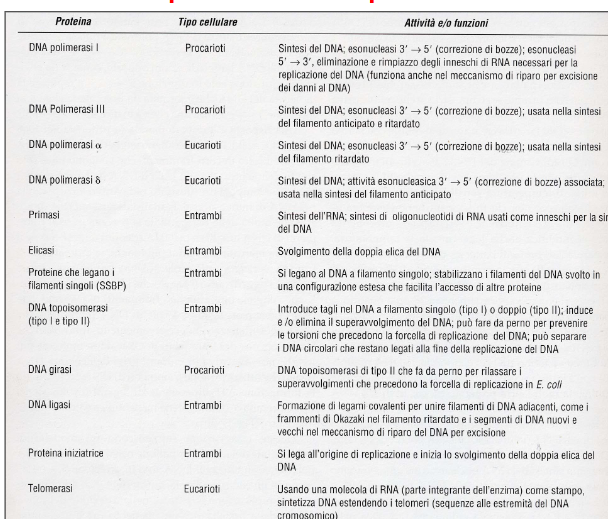 Proteina Tipo cellulare Attività e/o funzioni
DNA polimerasi I Procarioti Sintesi del DNA; esonucleasi 3' → 5' (correzione di bozze); esonucleasi
5' → 3', eliminazione e rimpiazzo degli inneschi di RNA necessari per la
replicazione del DNA (funziona anche nel meccanismo di riparo per excisione
dei danni al DNA)
DNA Polimerasi III Procarioti Sintesi del DNA; esonucleasi 3' → 5' (correzione di bozze); usata nella sintesi
del filamento anticipato e ritardato
DNA polimerasi α Eucarioti Sintesi del DNA; esonucleasi 3' → 5' (correzione di bozze); usata nella sintesi
del filamento ritardato
DNA polimerasi δ Eucarioti Sintesi del DNA; attività esonucleasica 3' → 5' (correzione di bozze) associata;
usata nella sintesi del filamento anticipato
Primasi Entrambi Sintesi dell'RNA; sintesi di oligonucleotidi di RNA usati come inneschi per la sin
del DNA
Elicasi Entrambi Svolgimento della doppia elica del DNA
Proteine che legano i Entrambi Si legano al DNA a filamento singolo; stabilizzano i filamenti del DNA svolto in
filamenti singoli (SSBP) una configurazione estesa che facilita l'accesso di altre proteine
DNA topoisomerasi Entrambi Introduce tagli nel DNA a filamento singolo (tipo I) o doppio (tipo II); induce
(tipo I e tipo II) e /o elimina il superavvolgimento del DNA; può fare da perno per prevenire
le torsioni che precedono la forcella di replicazione del DNA; può separare
i DNA circolari che restano legati alla fine della replicazione del DNA
DNA girasi Procarioti DNA topoisomerasi di tipo II che fa da perno per rilassare i
superavvolgimenti che precedono la forcella di replicazione in E. coli
DNA ligasi Entrambi Formazione di legami covalenti per unire filamenti di DNA adiacenti, come i
frammenti di Okazaki nel filamento ritardato e i segmenti di DNA nuovi e
vecchi nel meccanismo di riparo del DNA per excisione
Proteina iniziatrice Entrambi Si lega all'origine di replicazione e inizia lo svolgimento della doppia elica del
DNA
Telomerasi Eucarioti Usando una molecola di RNA (parte integrante dell'enzima) come stampo,
sintetizza DNA estendendo i telomeri (sequenze alle estremità del DNA
cromosomico)